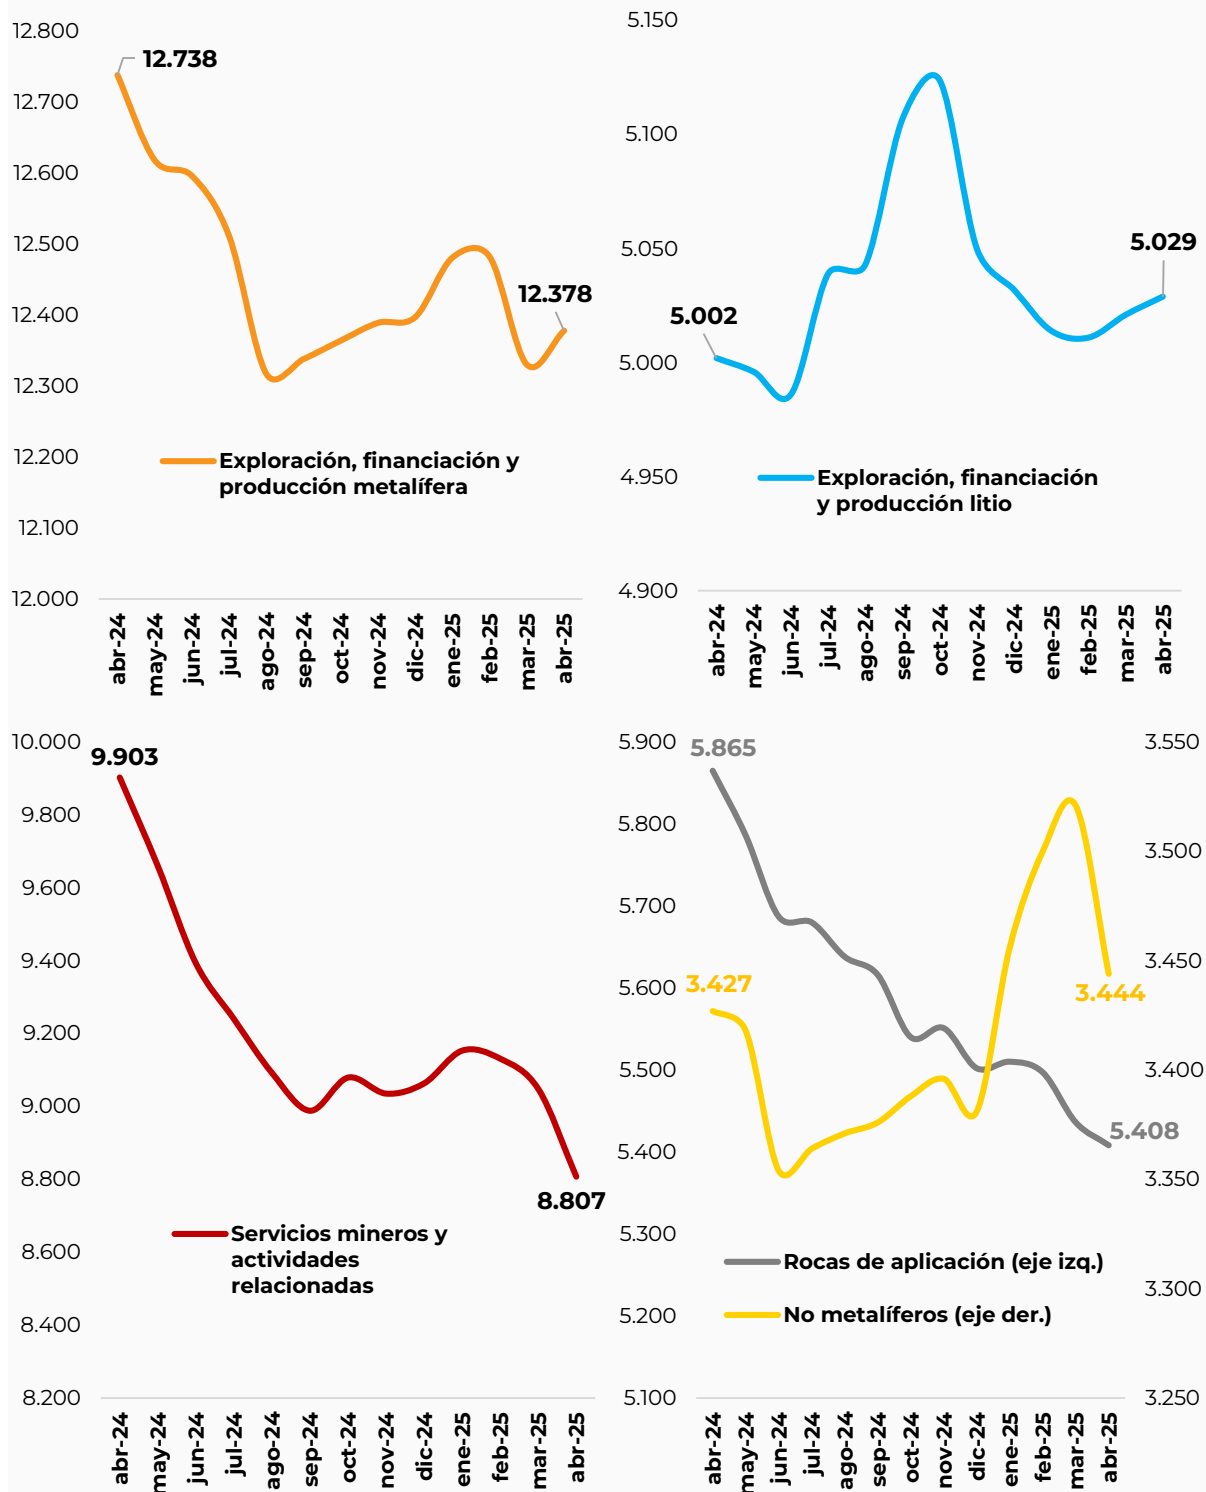 12.800
12.700
12.600
12.500
12.400
12.300
12.200
12.100
12.000
12.738
12.378
Exploración, financiación y
producción metalífera
abr-24
may-24
jun-24
jul-24
ago-24
sep-24
oct-24
nov-24
dic-24
ene-25
feb-25
mar-25
abr-25
5.150
5.100
5.050
5.000
4.950
4.900
5.002
5.029
Exploración, financiación
y producción litio
abr-24
may-24
jun-24
jul-24
ago-24
sep-24
oct-24
nov-24
dic-24
ene-25
feb-25
mar-25
abr-25
10.000
9.800
9.600
9.400
9.200
9.000
8.800
8.600
8.400
8.200
9.903
8.807
Servicios mineros y
actividades
relacionadas
abr-24
may-24
jun-24
jul-24
ago-24
sep-24
oct-24
nov-24
dic-24
ene-25
feb-25
mar-25
abr-25
5.900
5.800
5.700
5.600
5.500
5.400
5.300
5.200
5.100
5.865
3.427
3.444
5.408
Rocas de aplicación (eje izq.)
No metalíferos (eje der.)
3.550
3.500
3.450
3.400
3.350
3.300
3.250
abr-24
may-24
jun-24
jul-24
ago-24
sep-24
oct-24
nov-24
dic-24
ene-25
feb-25
mar-25
abr-25